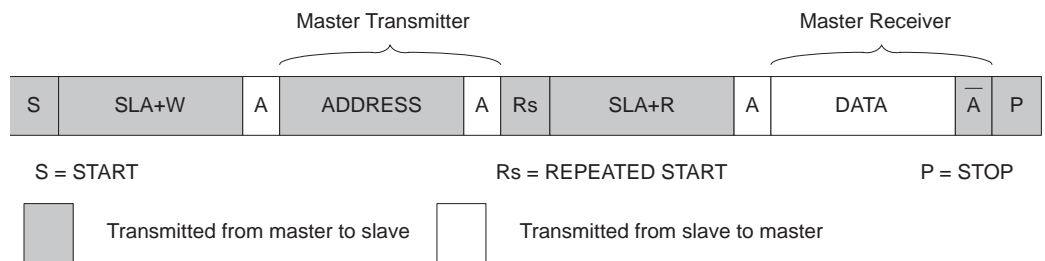 Master Transmitter Master Receiver
S SLA+W A ADDRESS A Rs SLA+R A DATA A̅ P
S = START Rs = REPEATED START P = STOP
Transmitted from master to slave Transmitted from slave to master